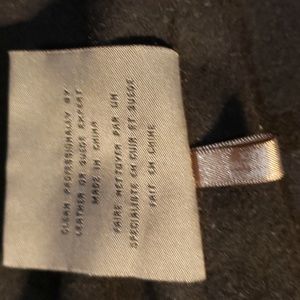 CLEAN PROFESSIONALLY BY
LEATHER OR SUEDE EXPERT
MADE IN CHINA
FAIRE NETTOYER PAR UN
SPECIALISTE EN CUIR ET SUEDE
FAIT EN CHINE